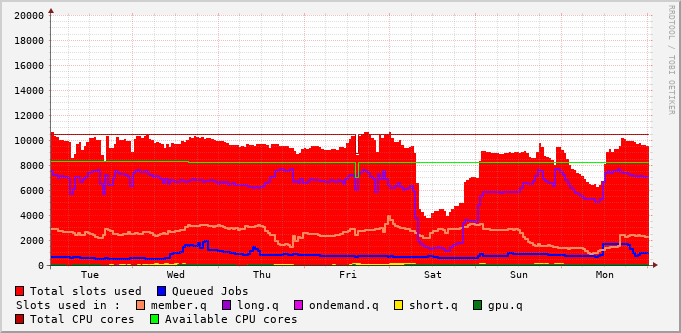 20000
18000
16000
14000
12000
10000
8000
6000
4000
2000
0
Tue Wed Thu Fri Sat Sun Mon
RRDTOOL / TOBI OETIKER
Total slots used Queued Jobs
Slots used in : member.q long.q ondemand.q short.q gpu.q
Total CPU cores Available CPU cores